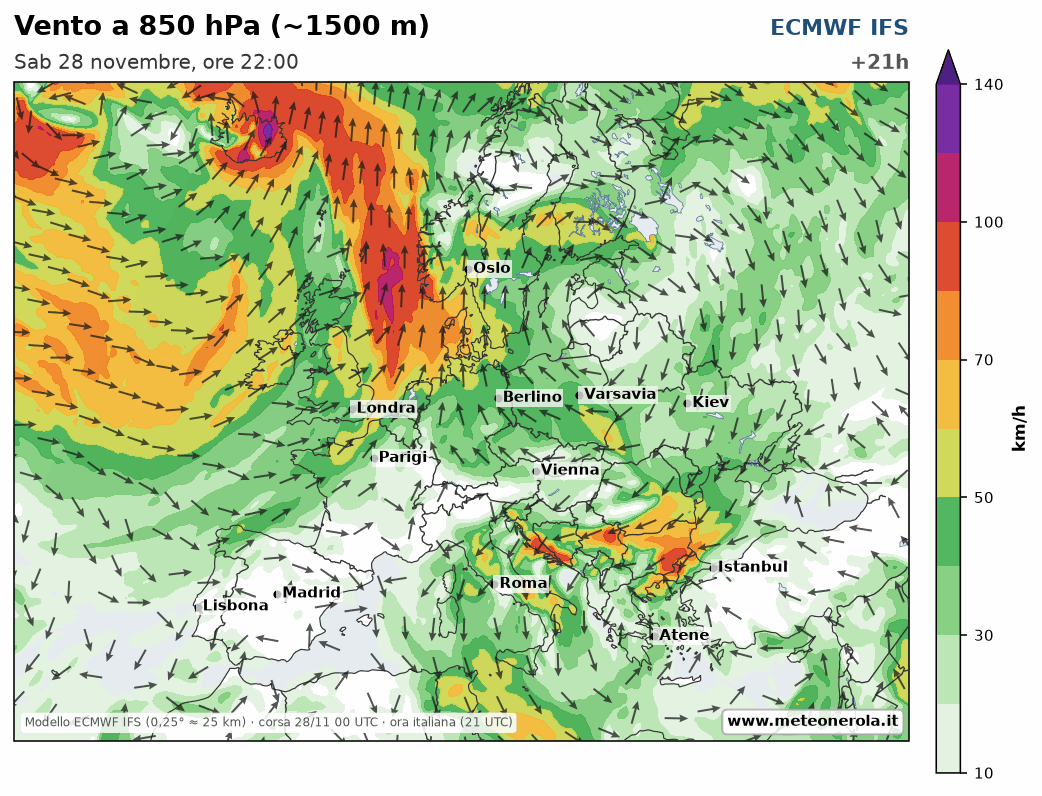 Vento a 850 hPa (~1500 m)
ECMWF IFS
Sab 28 novembre, ore 22:00
+21h
140
100
70
50
30
10
km/h
Oslo
Berlino
Varsavia
Kiev
Londra
Parigi
Vienna
Roma
Istanbul
Madrid
Lisbona
Atene
Modello ECMWF IFS (0,25° ≈ 25 km) · corsa 28/11 00 UTC · ora italiana (21 UTC)
www.meteonerola.it